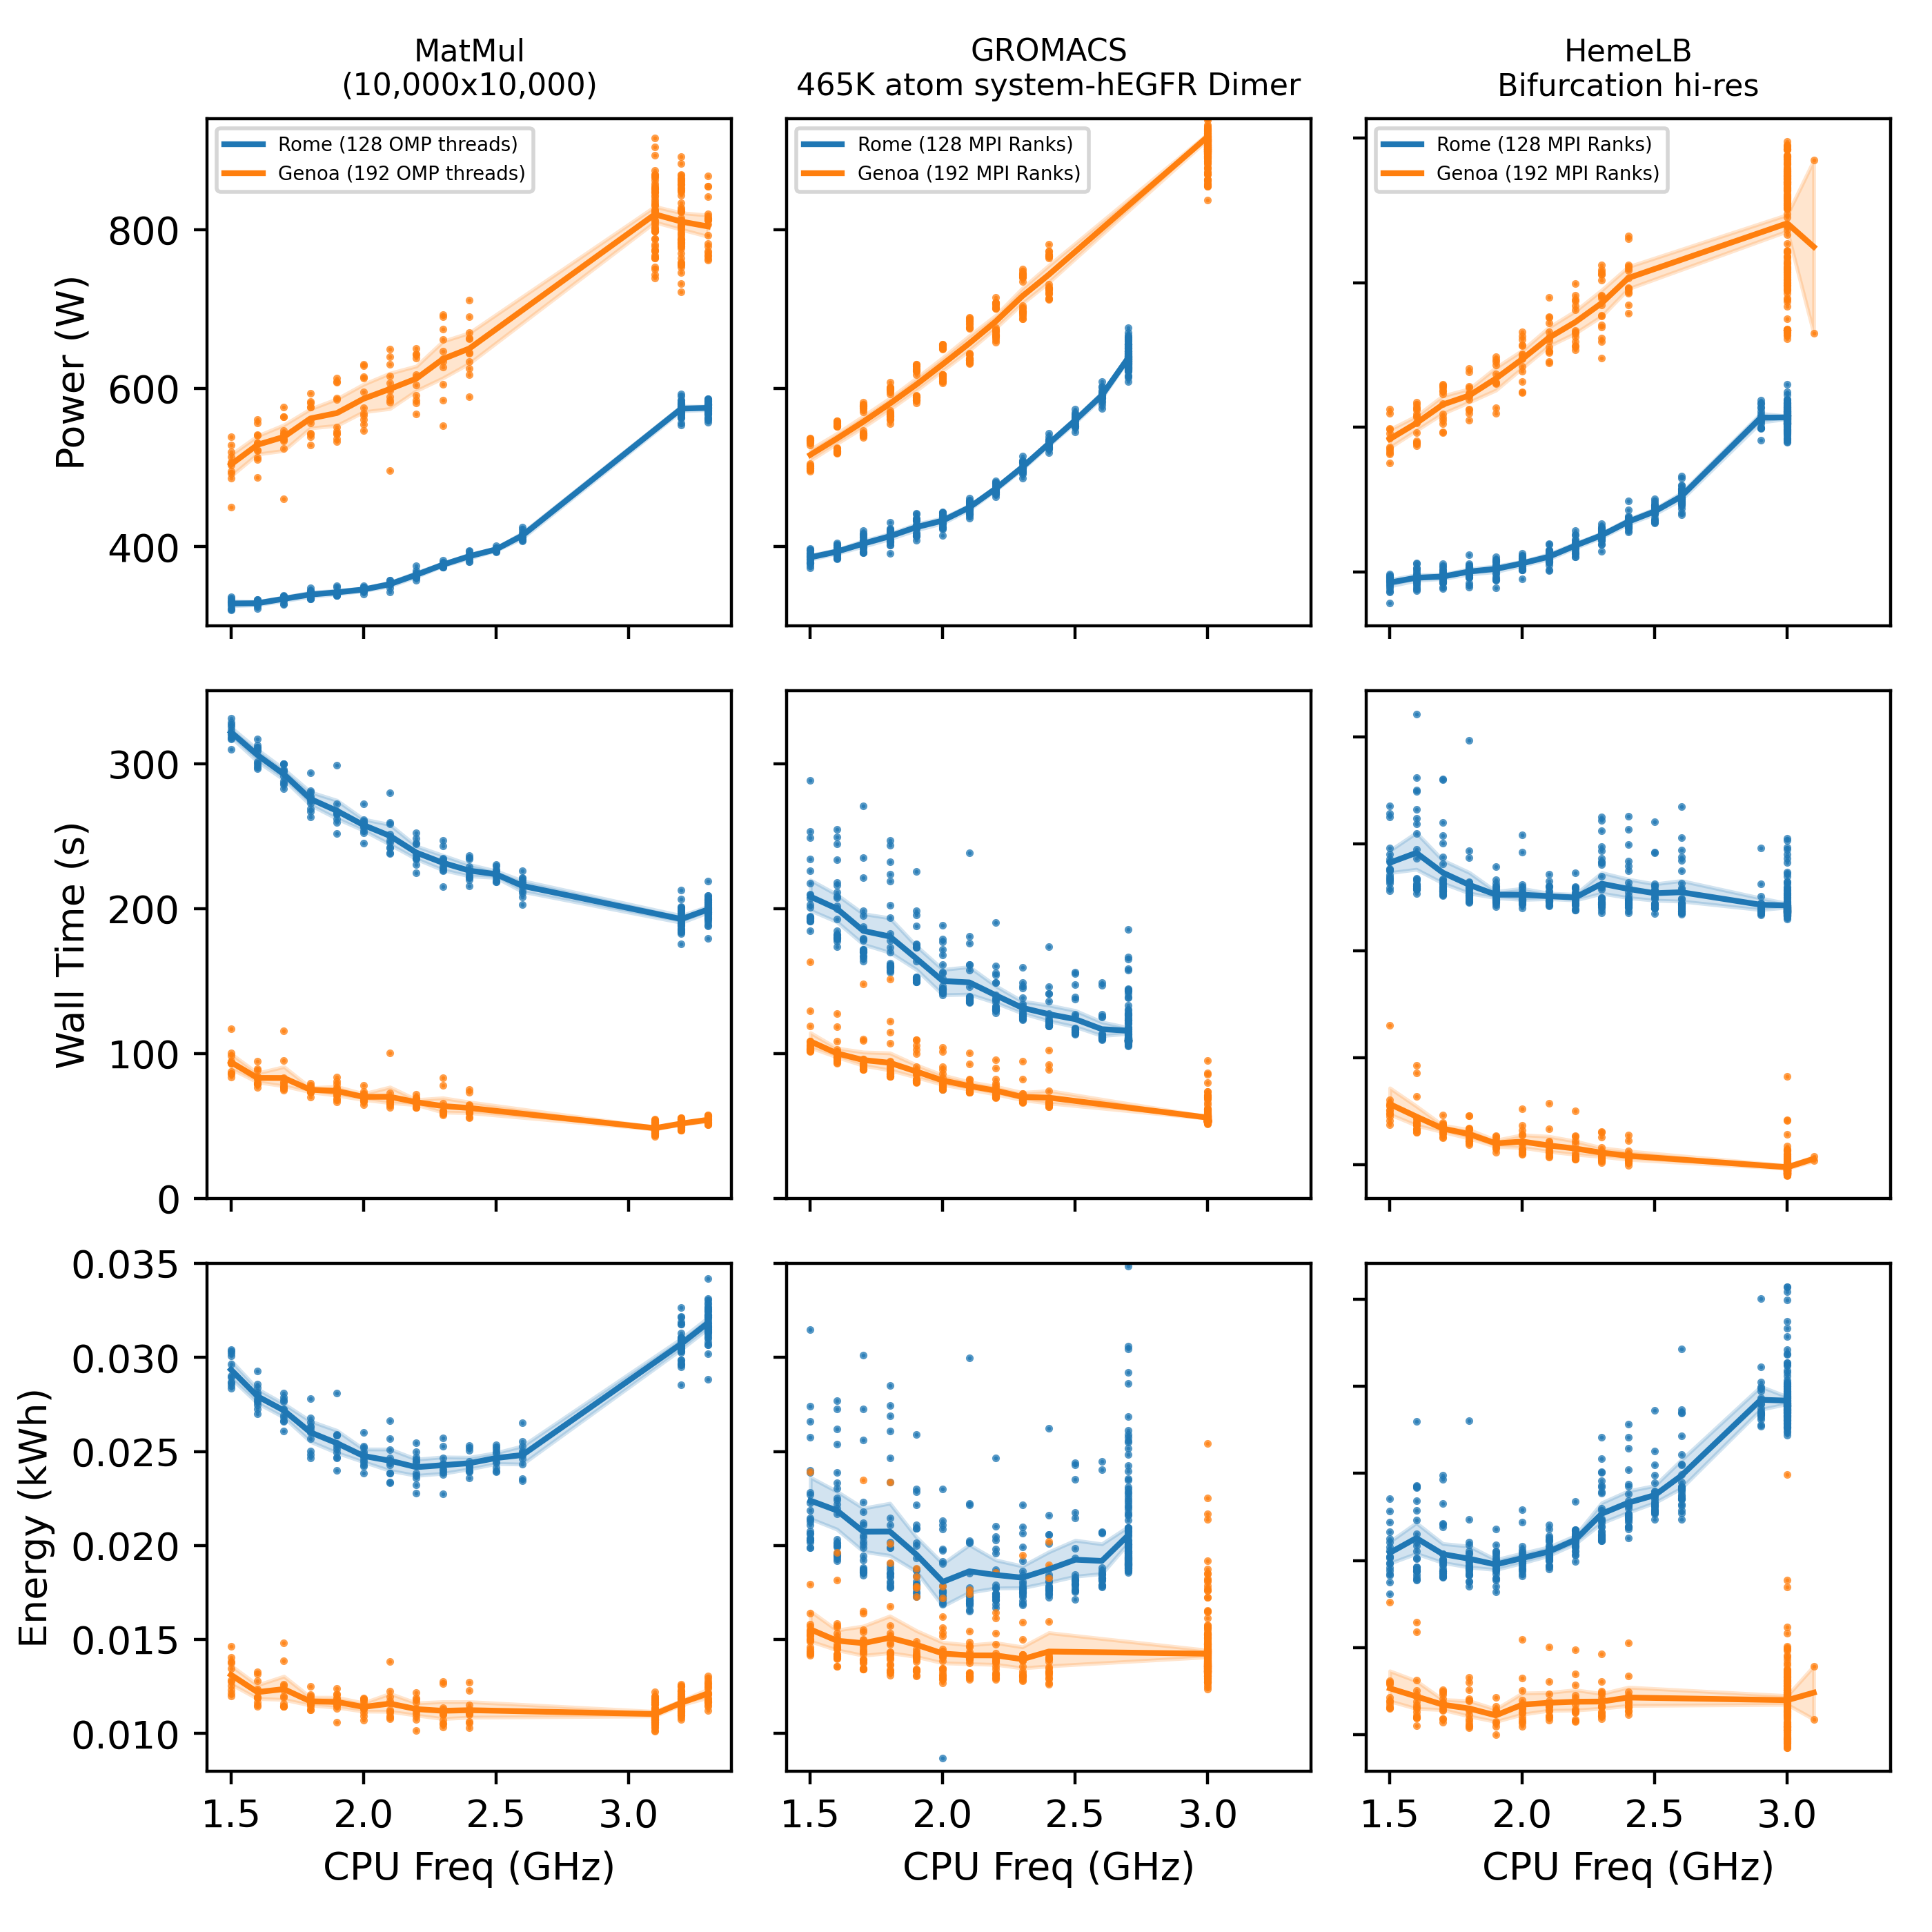 MatMul
(10,000x10,000)
GROMACS
465K atom system-hEGFR Dimer
HemeLB
Bifurcation hi-res
Rome (128 OMP threads)
Genoa (192 OMP threads)
Rome (128 MPI Ranks)
Genoa (192 MPI Ranks)
Rome (128 MPI Ranks)
Genoa (192 MPI Ranks)
Power (W)
800
600
400
Wall Time (s)
300
200
100
0
Energy (kWh)
0.035
0.030
0.025
0.020
0.015
0.010
1.5 2.0 2.5 3.0
1.5 2.0 2.5 3.0
1.5 2.0 2.5 3.0
CPU Freq (GHz)
CPU Freq (GHz)
CPU Freq (GHz)